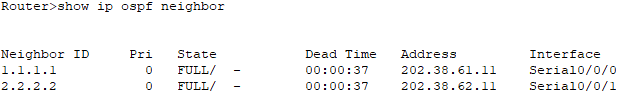 Router>show ip ospf neighbor
Neighbor ID     Pri   State           Dead Time   Address         Interface
1.1.1.1           0   FULL/  -        00:00:37    202.38.61.11    Serial0/0/0
2.2.2.2           0   FULL/  -        00:00:37    202.38.62.11    Serial0/0/1